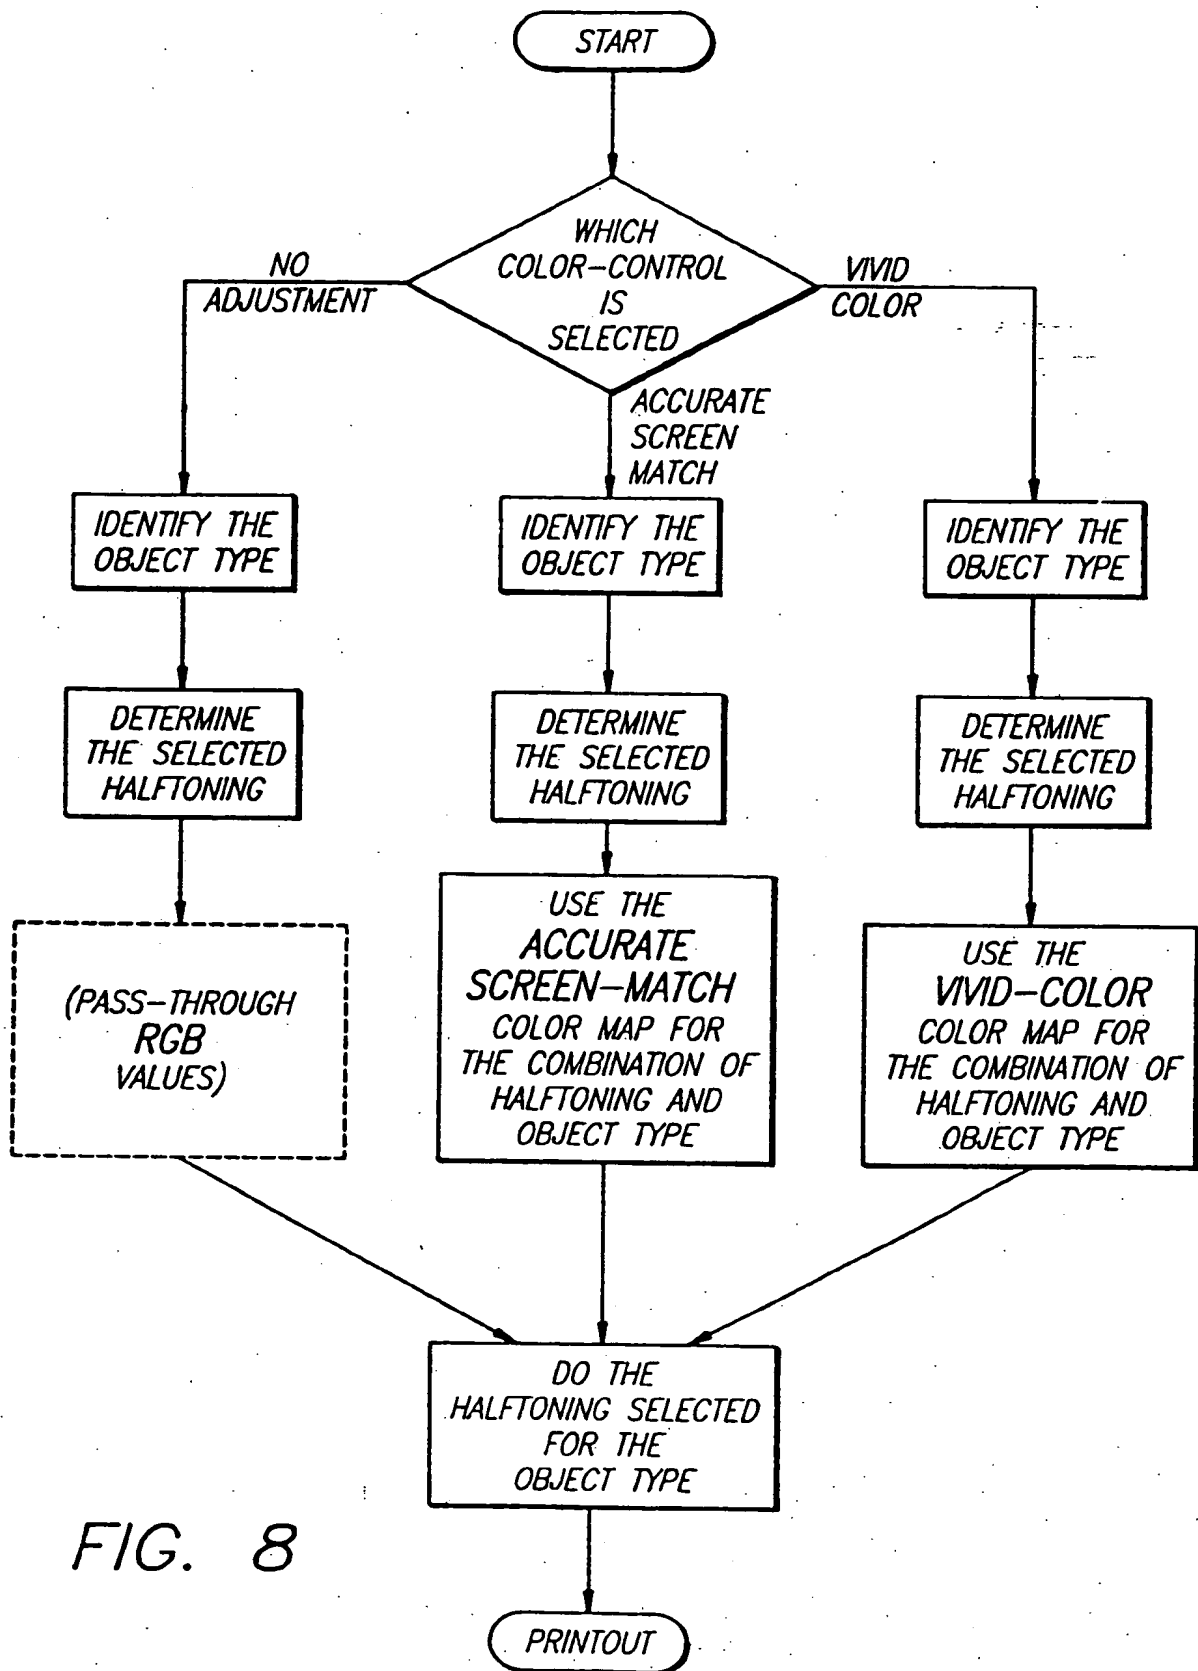 START
WHICH
COLOR-CONTROL
IS
SELECTED
NO
ADJUSTMENT
VIVID
COLOR
ACCURATE
SCREEN
MATCH
IDENTIFY THE
OBJECT TYPE
IDENTIFY THE
OBJECT TYPE
IDENTIFY THE
OBJECT TYPE
DETERMINE
THE SELECTED
HALFTONING
DETERMINE
THE SELECTED
HALFTONING
DETERMINE
THE SELECTED
HALFTONING
(PASS-THROUGH
RGB
VALUES)
USE THE
ACCURATE
SCREEN-MATCH
COLOR MAP FOR
THE COMBINATION OF
HALFTONING AND
OBJECT TYPE
USE THE
VIVID-COLOR
COLOR MAP FOR
THE COMBINATION OF
HALFTONING AND
OBJECT TYPE
DO THE
HALFTONING SELECTED
FOR THE
OBJECT TYPE
FIG. 8
PRINTOUT